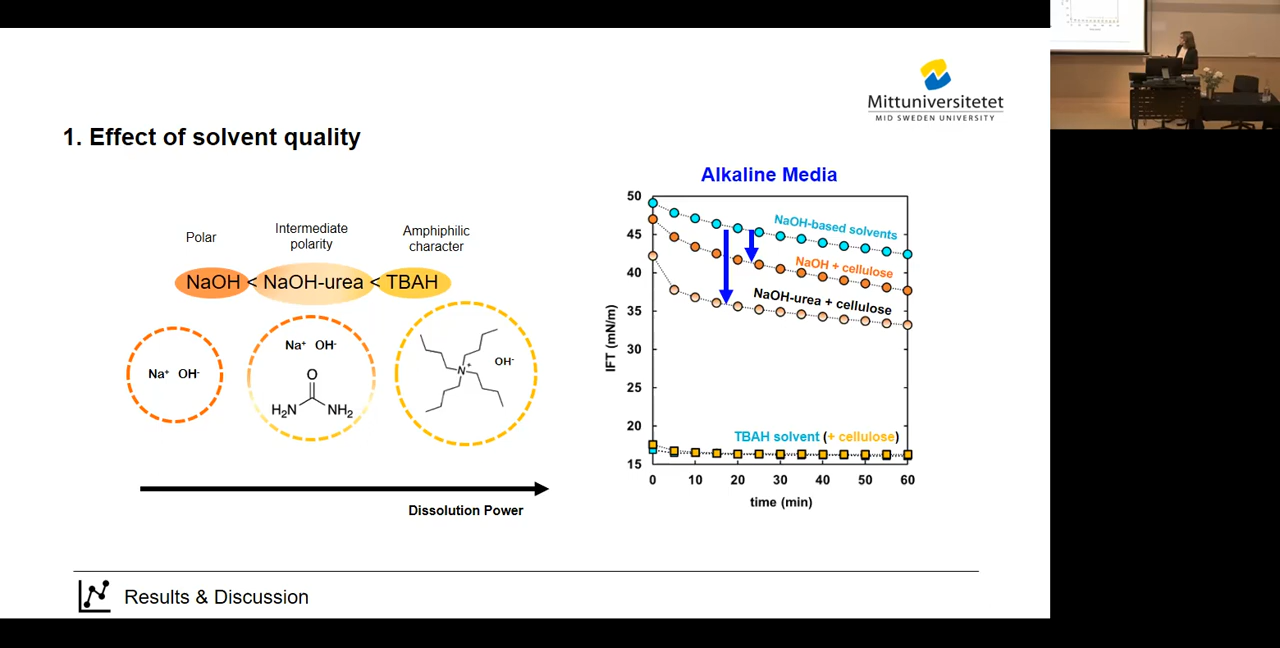 Mittuniversitetet
MID SWEDEN UNIVERSITY
1. Effect of solvent quality
Polar
Intermediate
polarity
Amphiphilic
character
NaOH < NaOH-urea < TBAH
Na⁺ OH⁻
Na⁺ OH⁻
O
H₂N NH₂
N⁺
OH⁻
Dissolution Power
Alkaline Media
50
45
40
35
30
25
20
15
IFT (mN/m)
NaOH-based solvents
NaOH + cellulose
NaOH-urea + cellulose
TBAH solvent (+ cellulose)
0 10 20 30 40 50 60
time (min)
Results & Discussion